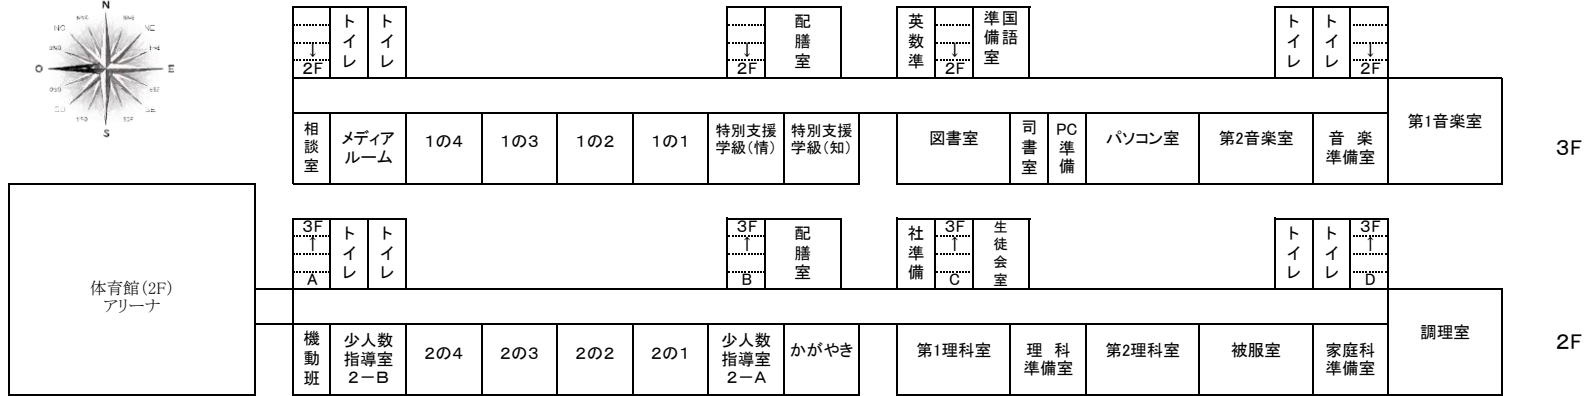 N
NNO
NNE
NO
NE
O
E
SO
SE
SSO
SSE
S
↓
2F
トイレ
トイレ
↓
2F
配膳室
英数準
↓
2F
国語
準備室
トイレ
トイレ
↓
2F
相談室
メディア
ルーム
1の4
1の3
1の2
1の1
特別支援
学級(情)
特別支援
学級(知)
図書室
司書室
PC
準備
パソコン室
第2音楽室
音 楽
準備室
第1音楽室
3F
体育館(2F)
アリーナ
3F
↑
A
トイレ
トイレ
3F
↑
B
配膳室
社準備
3F
↑
C
生徒会室
トイレ
トイレ
3F
↑
D
機動班
少人数
指導室
2－B
2の4
2の3
2の2
2の1
少人数
指導室
2－A
かがやき
第1理科室
理 科
準備室
第2理科室
被服室
家庭科
準備室
調理室
2F